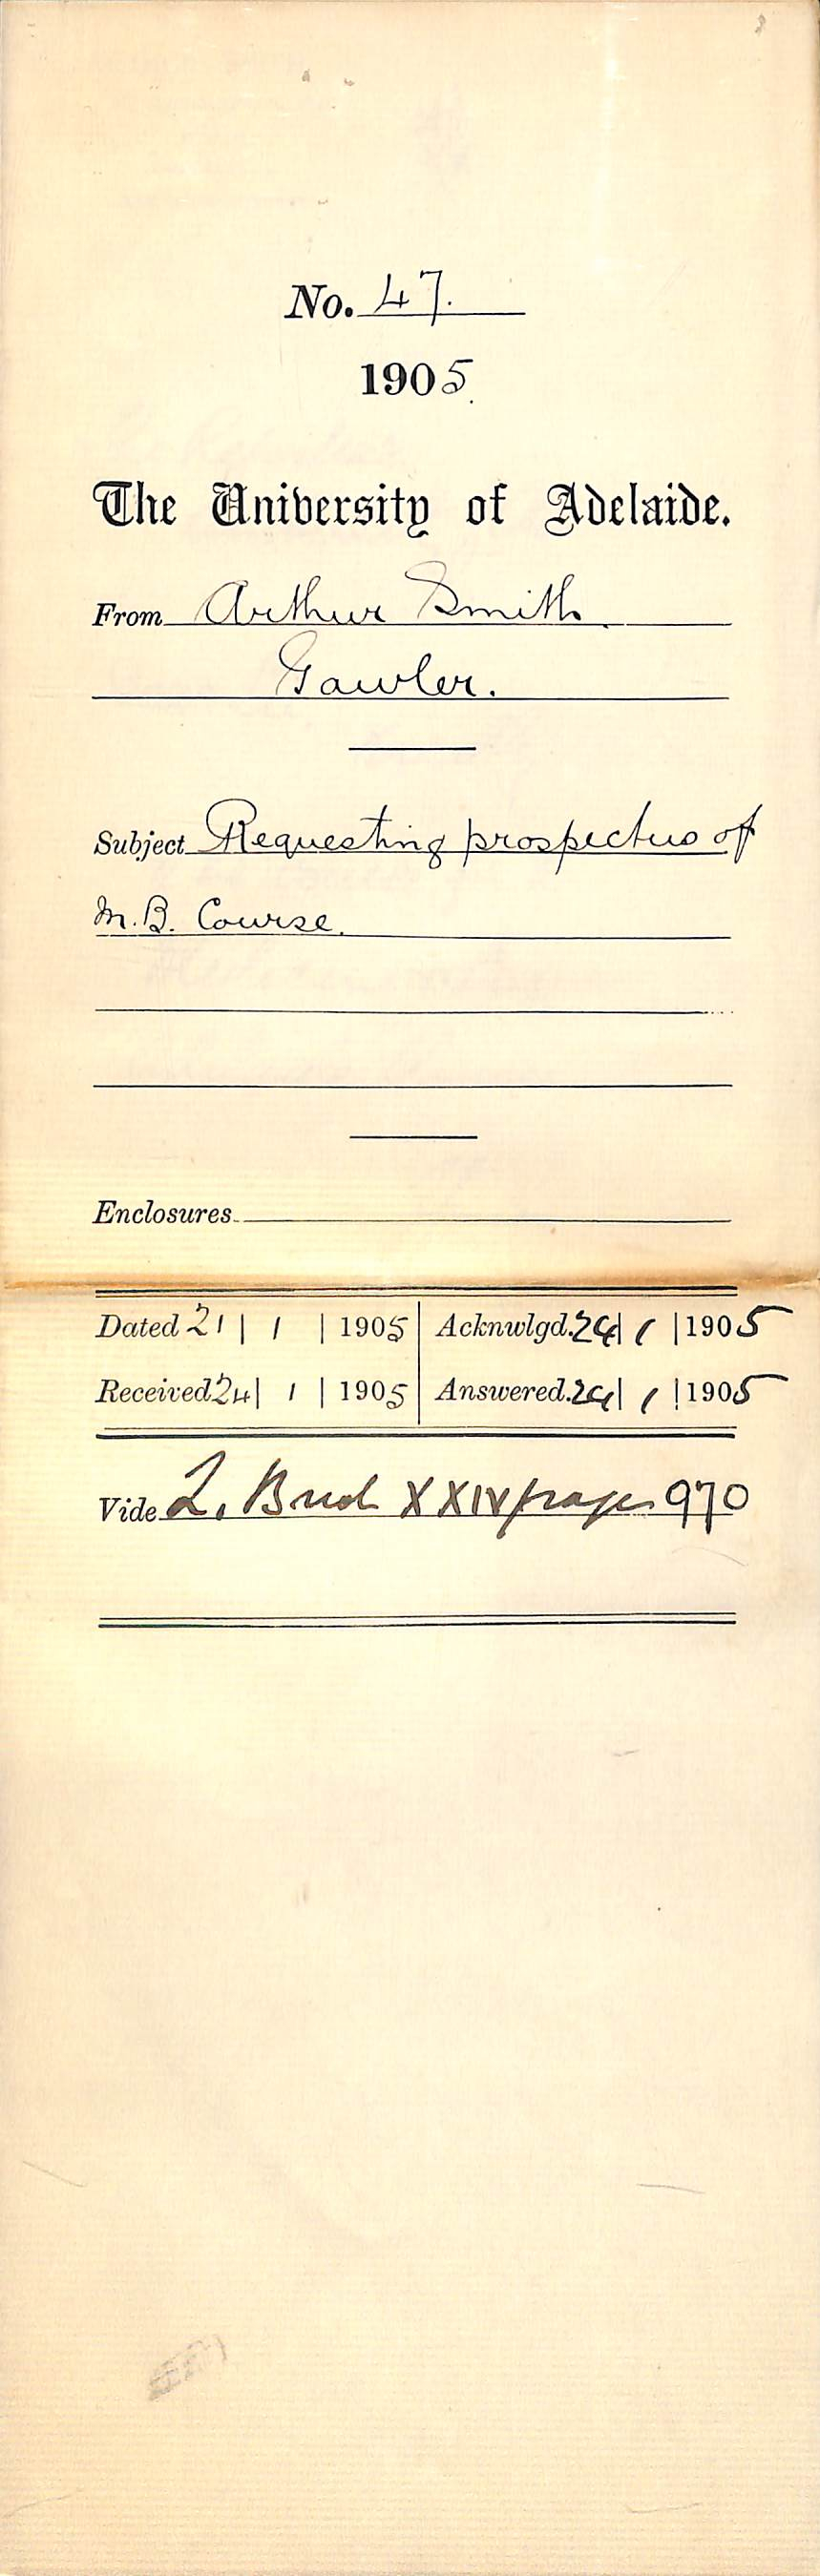 No. 47.
1905
The University of Adelaide.
From Arthur Smith.
Gawler.
Subject Requesting prospectus of
M.B. Course.
Enclosures
Dated 21 | 1 | 1905 Acknwlgd. 24 | 1 | 1905
Received 24 | 1 | 1905 Answered. 24 | 1 | 1905
Vide L. Book XXIV page 970